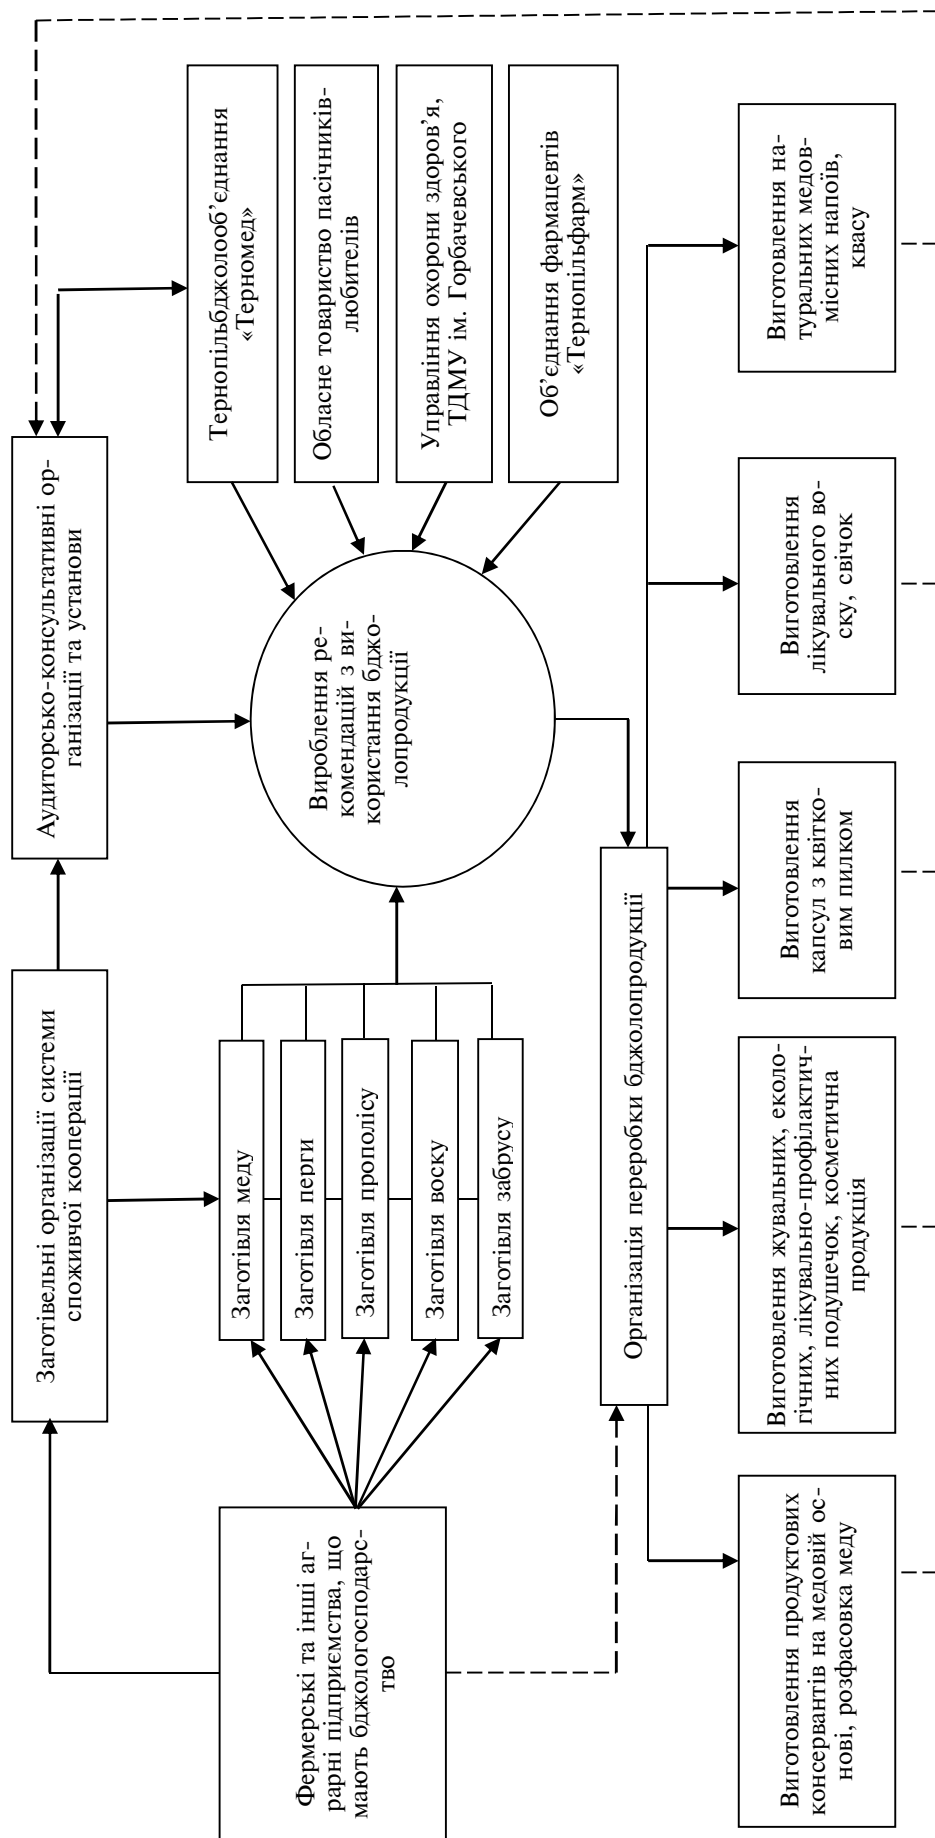 Фермерські та інші аг-
рарні підприємства, що
мають бджологосподарс-
тво
Заготівельні організації системи
споживчої кооперації
Аудиторсько-консультативні ор-
ганізації та установи
Заготівля меду
Заготівля перги
Заготівля прополісу
Заготівля воску
Заготівля забрусу
Вироблення ре-
комендацій з ви-
користання бджо-
лопродукції
Тернопільбджолооб’єднання
«Терномед»
Обласне товариство пасічників-
любителів
Управління охорони здоров'я,
ТДМУ ім. Горбачевського
Об’єднання фармацевтів
«Тернопільфарм»
Організація переробки бджолопродукції
Виготовлення продуктових
консервантів на медовій ос-
нові, розфасовка меду
Виготовлення жувальних, еколо-
гічних, лікувально-профілактич-
них подушечок, косметична
продукція
Виготовлення
капсул з квітко-
вим пилком
Виготовлення
лікувального во-
ску, свічок
Виготовлення на-
туральних медов-
місних напоїв,
квасу